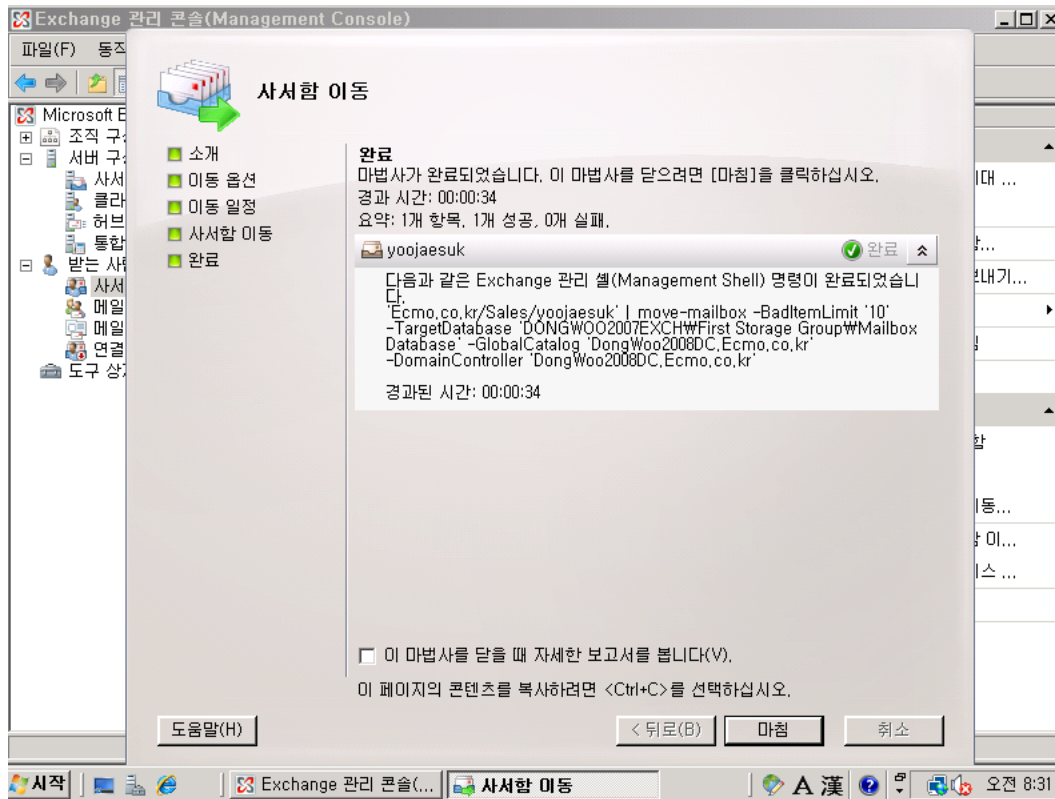 Exchange 관리 콘솔(Management Console)
파일(F) 동작
Microsoft E
조직 구
서버 구
사서
클라
허브
통합
받는 사
사서
메일
메일
연결
도구 상
사서함 이동
소개
이동 옵션
이동 일정
사서함 이동
완료
완료
마법사가 완료되었습니다. 이 마법사를 닫으려면 [마침]을 클릭하십시오.
경과 시간: 00:00:34
요약: 1개 항목. 1개 성공, 0개 실패.
yoojaesuk
완료
다음과 같은 Exchange 관리 셸(Management Shell) 명령이 완료되었습니
다.
'Ecmo.co.kr/Sales/yoojaesuk' | move-mailbox -BadItemLimit '10'
-TargetDatabase 'DONGWOO2007EXCH₩First Storage Group₩Mailbox
Database' -GlobalCatalog 'DongWoo2008DC.Ecmo.co.kr'
-DomainController 'DongWoo2008DC.Ecmo.co.kr'
경과된 시간: 00:00:34
이 마법사를 닫을 때 자세한 보고서를 봅니다(V).
이 페이지의 콘텐츠를 복사하려면 <Ctrl+C>를 선택하십시오.
도움말(H)
< 뒤로(B)
마침
취소
대 ...
보내기...
이동...
함 이...
스 ...
시작
Exchange 관리 콘솔(...
사서함 이동
A 漢
오전 8:31